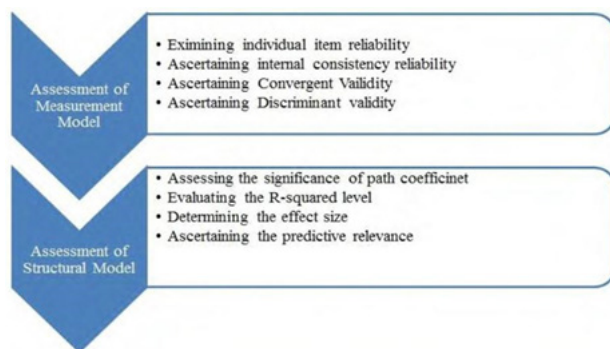 Assessment of
Measurement
Model
• Eximining individual item reliability
• Ascertaining internal consistency reliability
• Ascertaining Convergent Vailidity
• Ascertaining Discriminant validity
Assessment of
Structural Model
• Assessing the significance of path coefficinet
• Evaluating the R-squared level
• Determining the effect size
• Ascertaining the predictive relevance